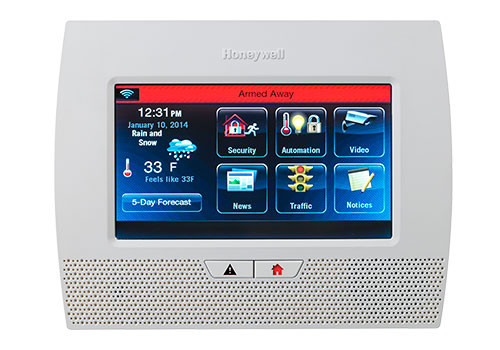 Honeywell
Armed Away
12:31 PM
January 10, 2014
Rain and
Snow
33 F
Feels like 33F
5-Day Forecast
Security
Automation
Video
News
Traffic
Notices